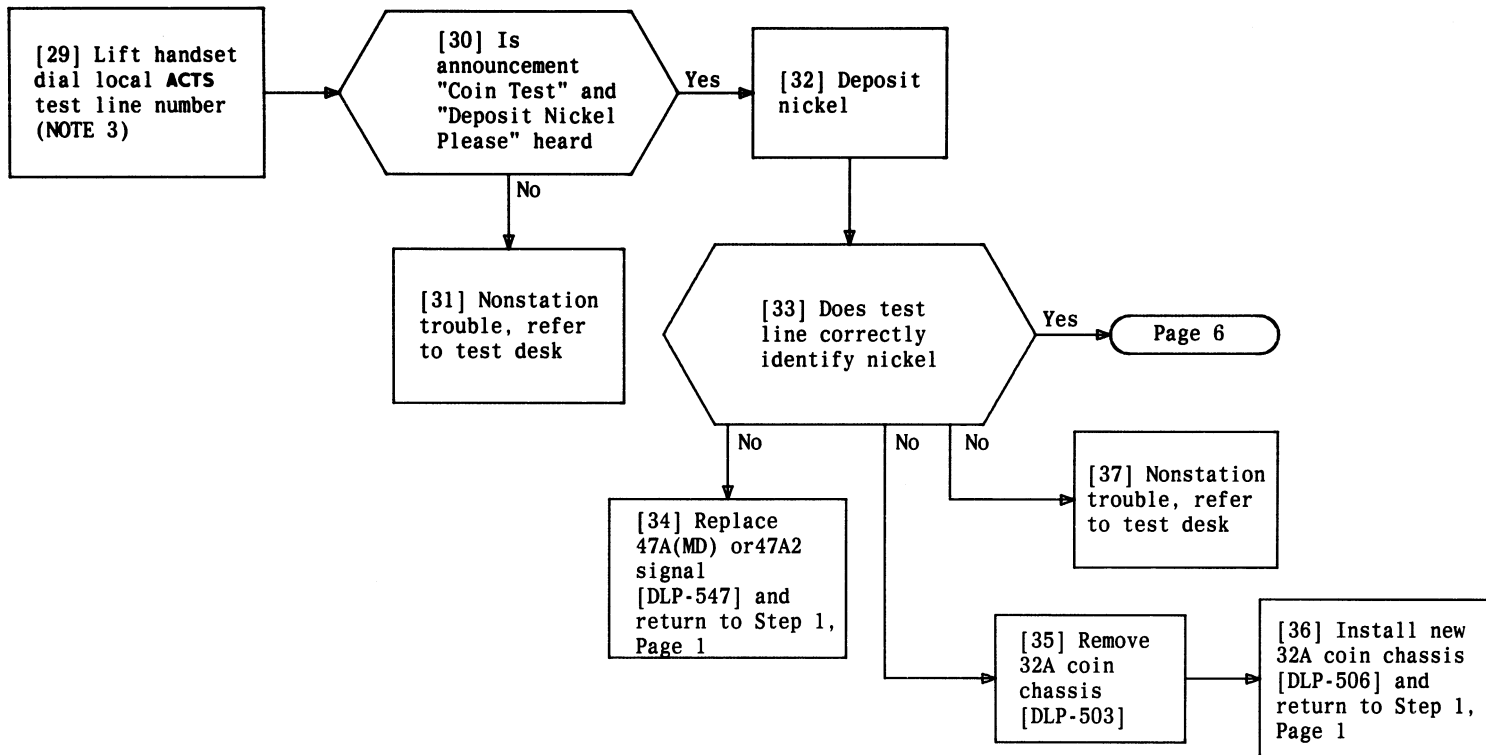 [29] Lift handset
dial local ACTS
test line number
(NOTE 3)
[30] Is
announcement
"Coin Test" and
"Deposit Nickel
Please" heard
Yes
No
[31] Nonstation
trouble, refer
to test desk
[32] Deposit
nickel
[33] Does test
line correctly
identify nickel
Yes
Page 6
No
No
No
[34] Replace
47A(MD) or47A2
signal
[DLP-547] and
return to Step 1,
Page 1
[35] Remove
32A coin
chassis
[DLP-503]
[36] Install new
32A coin chassis
[DLP-506] and
return to Step 1,
Page 1
[37] Nonstation
trouble, refer
to test desk